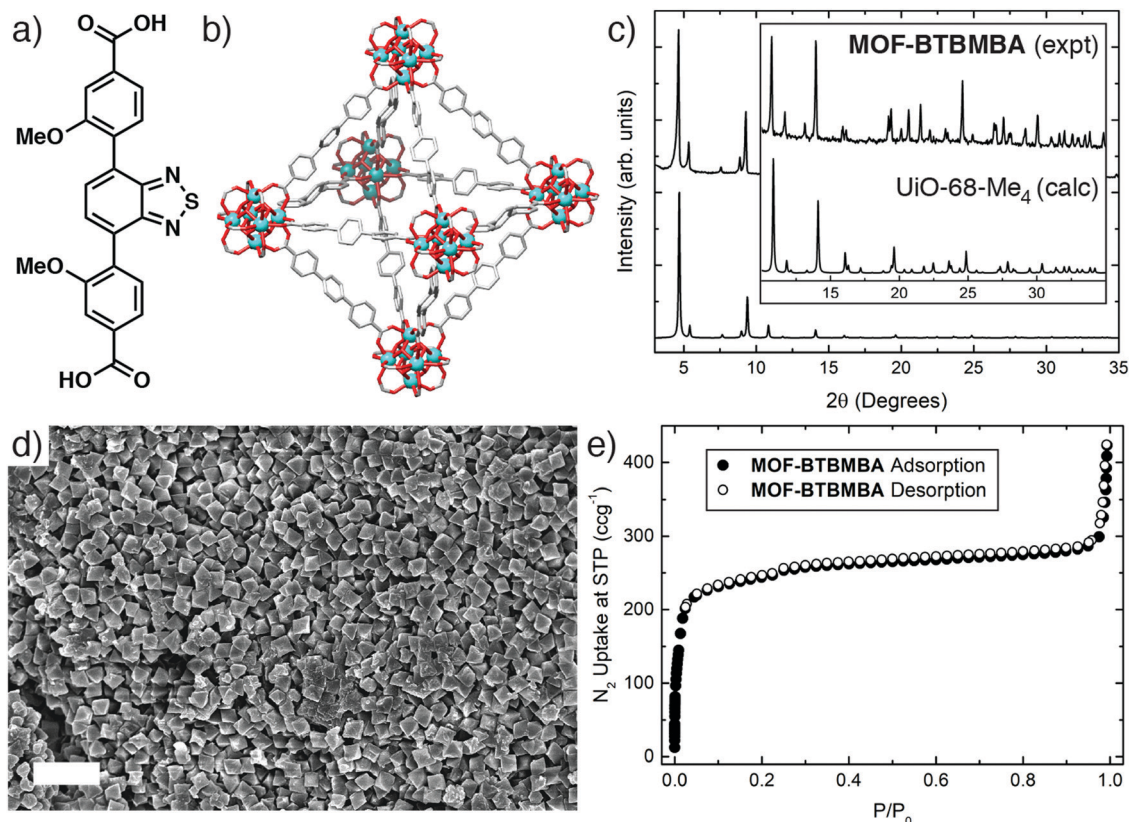 a)
O
OH
MeO
N
S
N
MeO
HO
O
b)
c)
MOF-BTBMBA (expt)
UiO-68-Me₄ (calc)
Intensity (arb. units)
15 20 25 30
5 10 15 20 25 30 35
2θ (Degrees)
d)
e)
MOF-BTBMBA Adsorption
MOF-BTBMBA Desorption
N₂ Uptake at STP (ccg⁻¹)
400
300
200
100
0
0.0 0.2 0.4 0.6 0.8 1.0
P/P₀